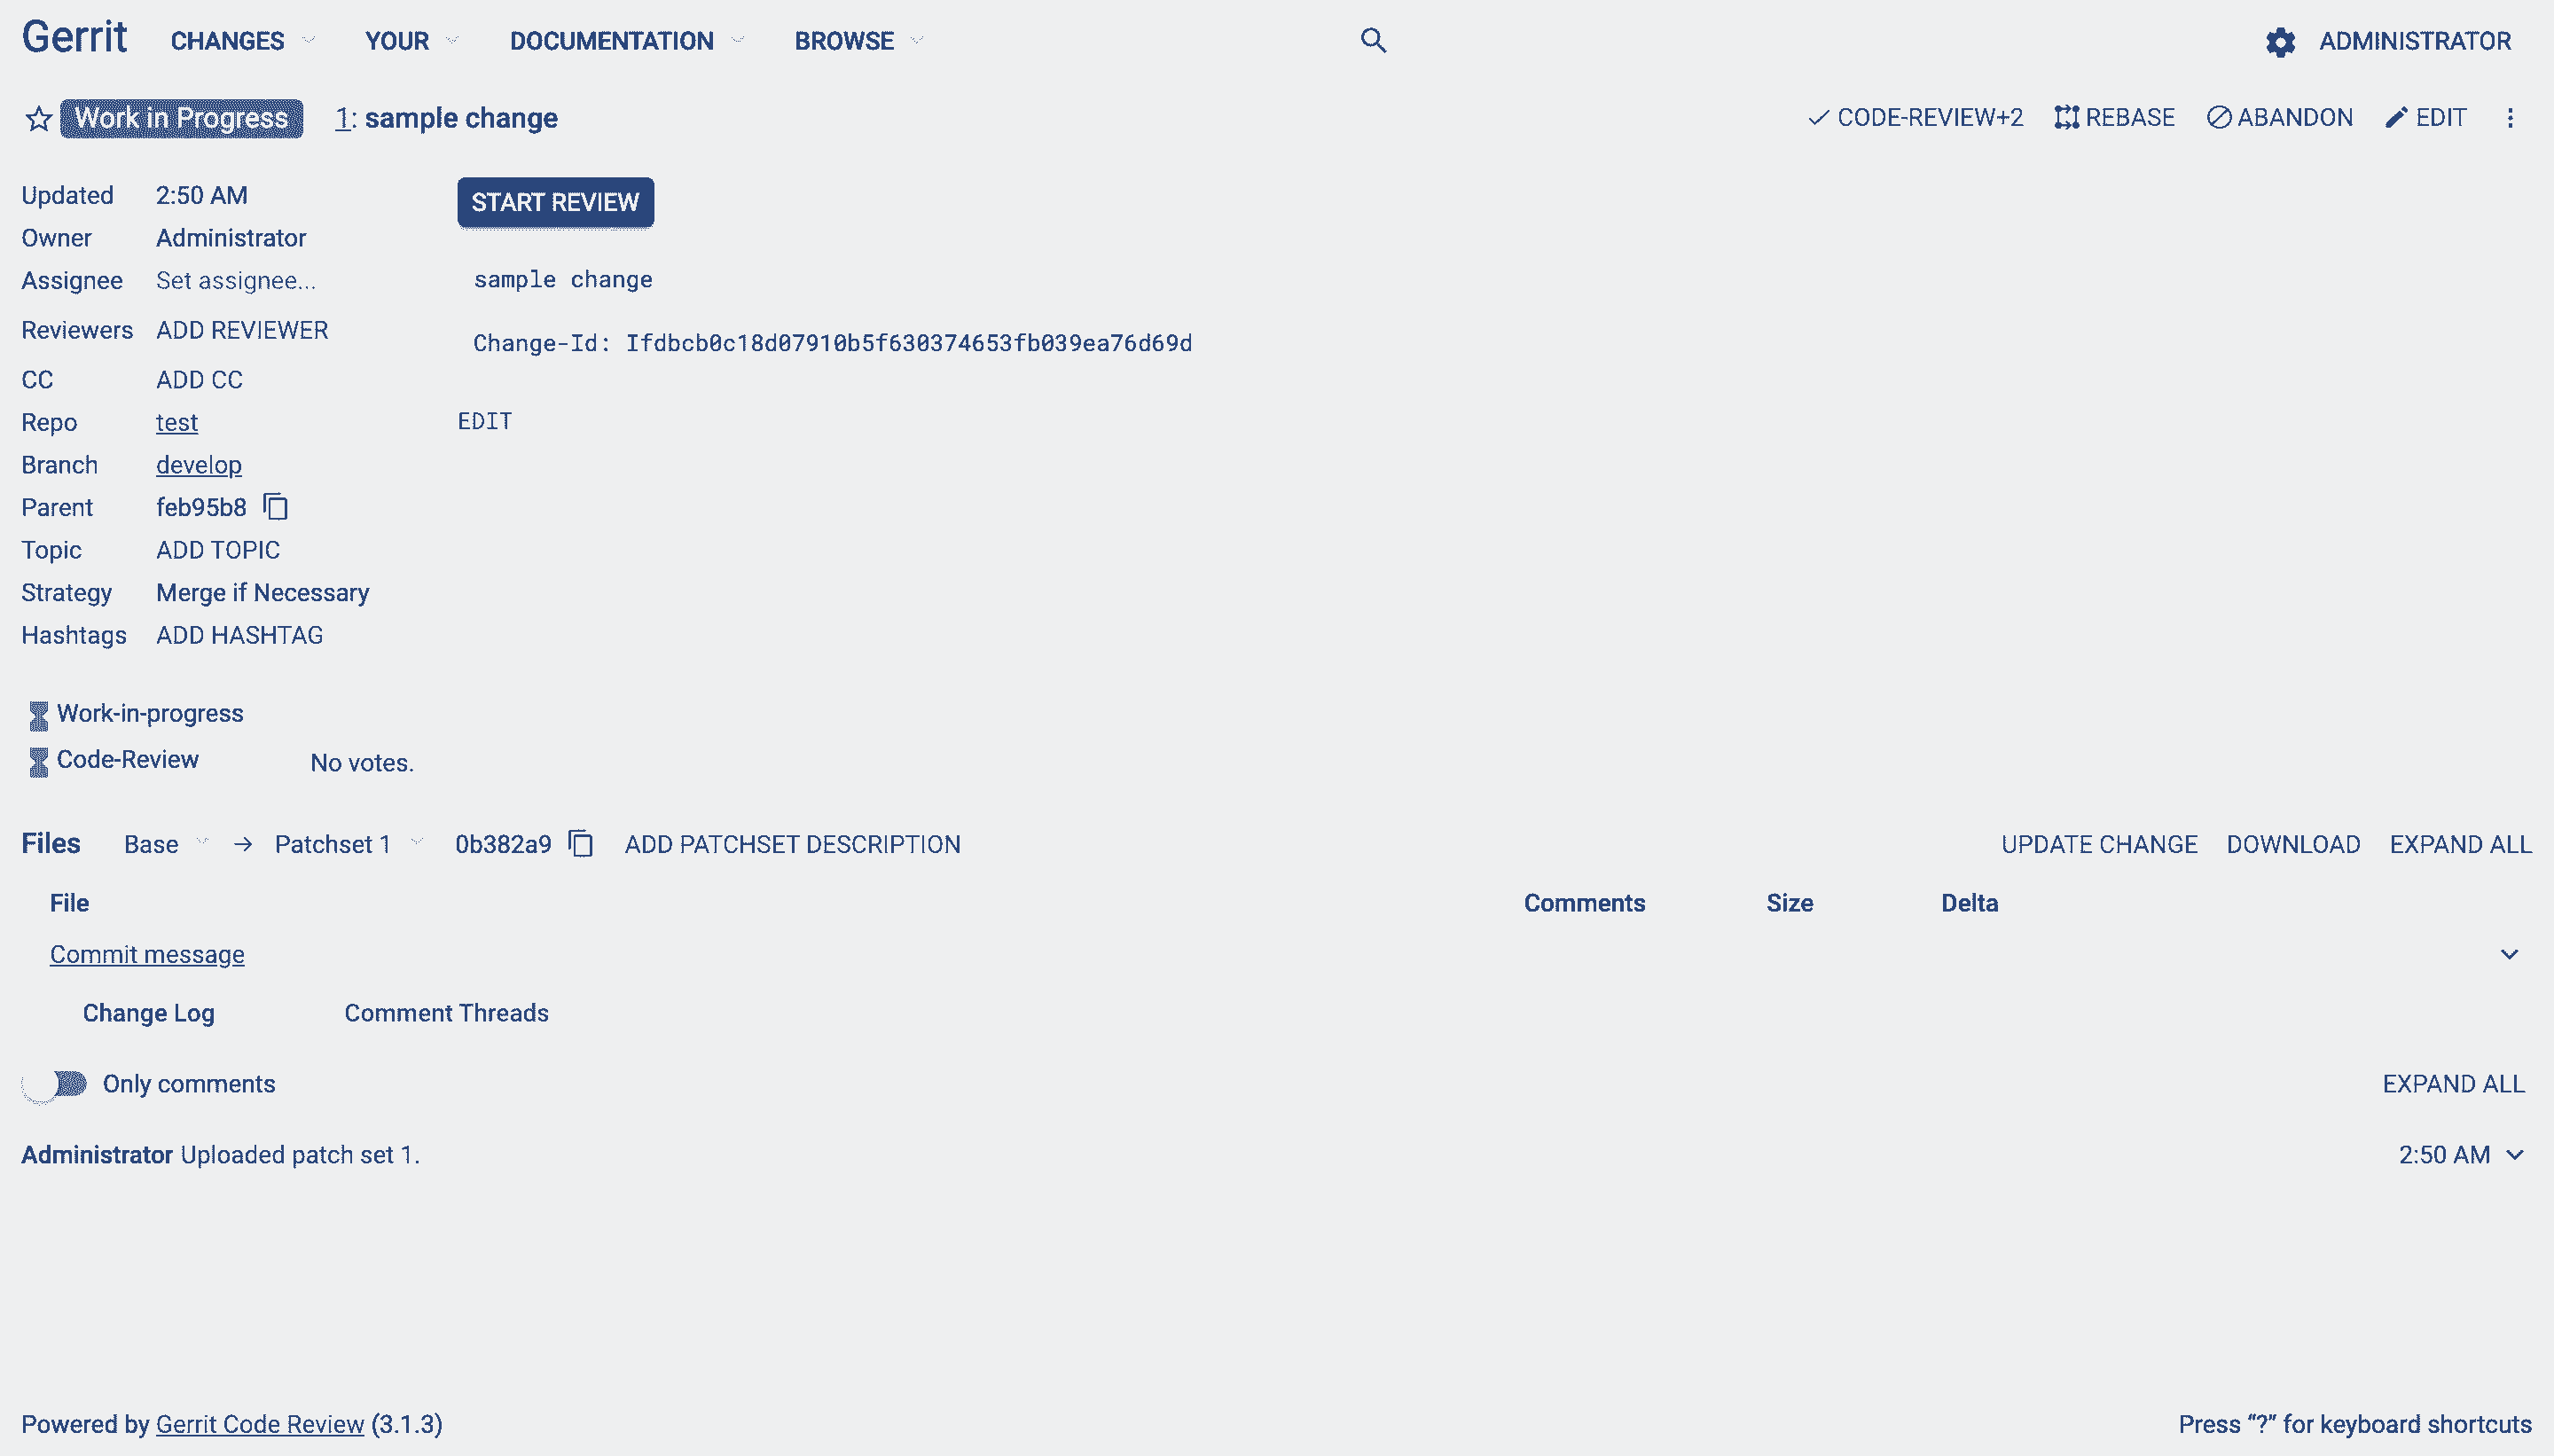 Gerrit CHANGES YOUR DOCUMENTATION BROWSE ADMINISTRATOR
Work in Progress 1: sample change CODE-REVIEW+2 REBASE ABANDON EDIT
Updated 2:50 AM START REVIEW
Owner Administrator
Assignee Set assignee... sample change
Reviewers ADD REVIEWER Change-Id: Ifdbcb0c18d07910b5f630374653fb039ea76d69d
CC ADD CC
Repo test EDIT
Branch develop
Parent feb95b8
Topic ADD TOPIC
Strategy Merge if Necessary
Hashtags ADD HASHTAG
Work-in-progress
Code-Review No votes.
Files Base → Patchset 1 0b382a9 ADD PATCHSET DESCRIPTION UPDATE CHANGE DOWNLOAD EXPAND ALL
File Comments Size Delta
Commit message
Change Log Comment Threads
Only comments EXPAND ALL
Administrator Uploaded patch set 1. 2:50 AM
Powered by Gerrit Code Review (3.1.3) Press “?” for keyboard shortcuts